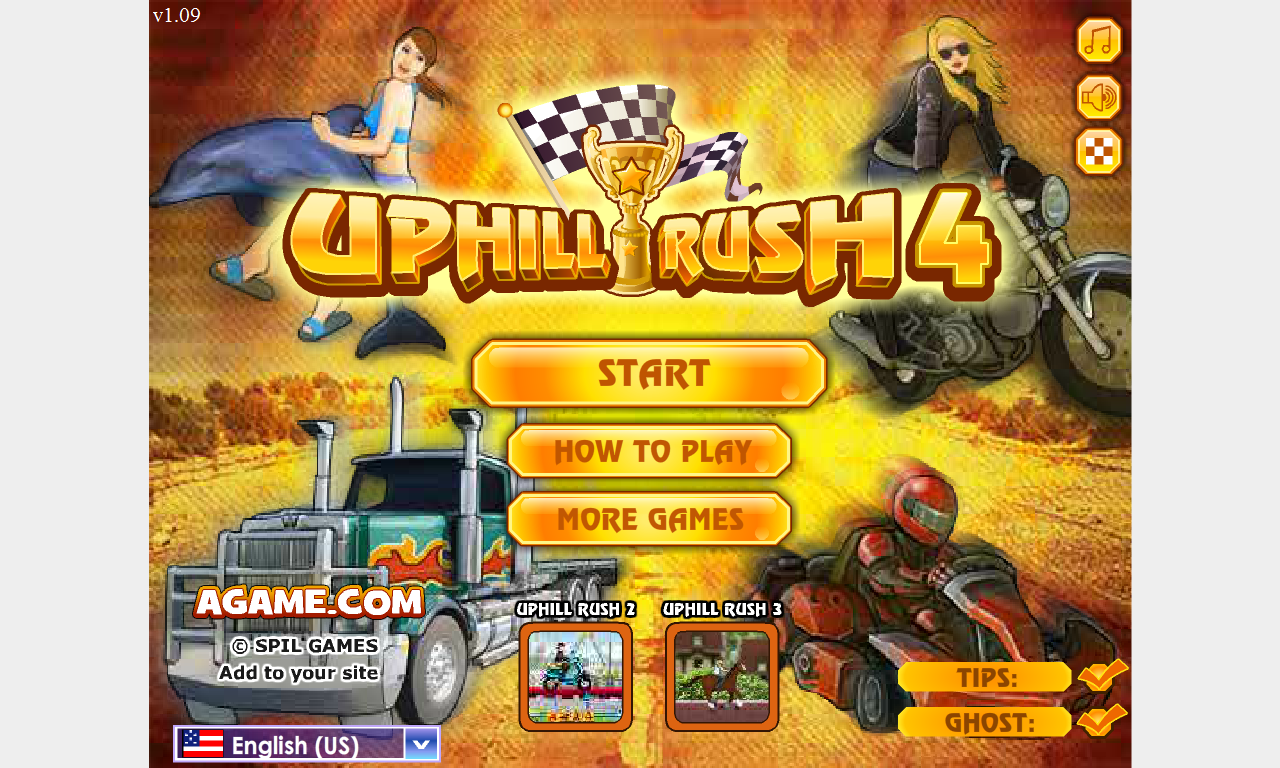 v1.09
UPHILL RUSH 4
START
HOW TO PLAY
MORE GAMES
AGAME.COM
© SPIL GAMES
Add to your site
UPHILL RUSH 2
UPHILL RUSH 3
TIPS:
GHOST:
English (US)